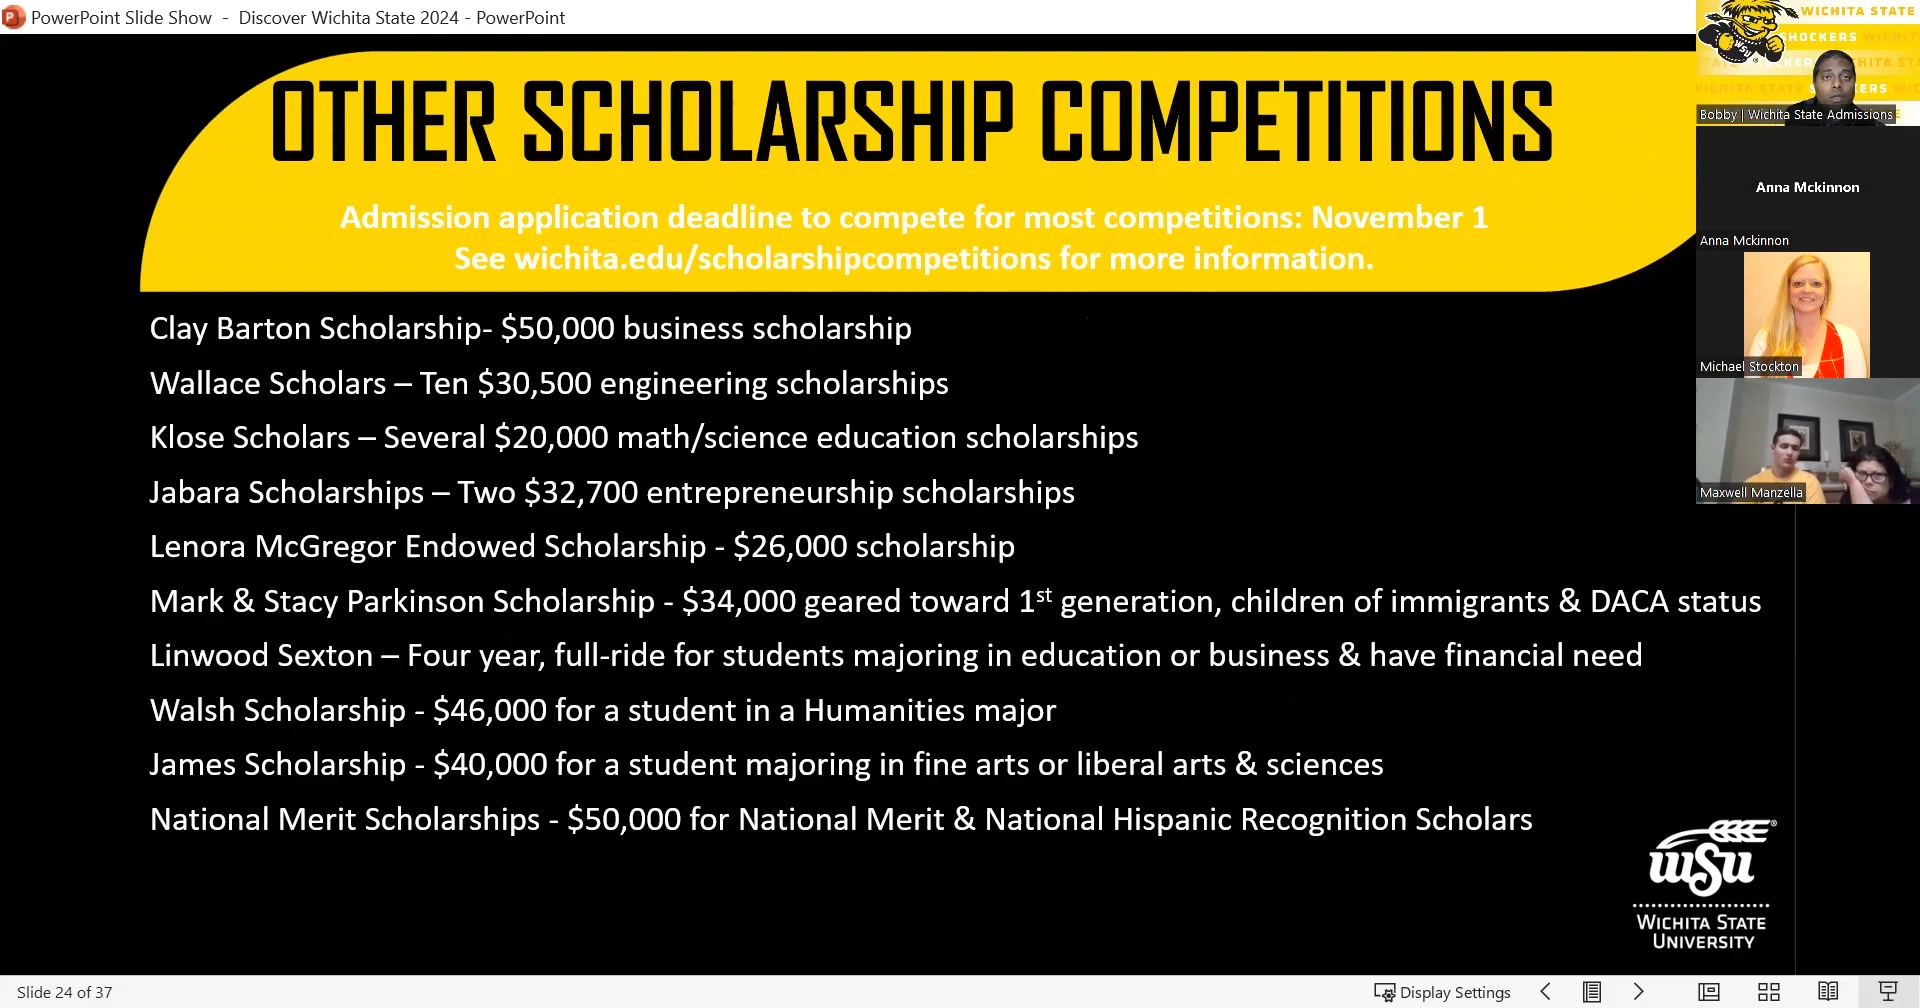 PowerPoint Slide Show - Discover Wichita State 2024 - PowerPoint
OTHER SCHOLARSHIP COMPETITIONS
Admission application deadline to compete for most competitions: November 1
See wichita.edu/scholarshipcompetitions for more information.
Clay Barton Scholarship- $50,000 business scholarship
Wallace Scholars – Ten $30,500 engineering scholarships
Klose Scholars – Several $20,000 math/science education scholarships
Jabara Scholarships – Two $32,700 entrepreneurship scholarships
Lenora McGregor Endowed Scholarship - $26,000 scholarship
Mark & Stacy Parkinson Scholarship - $34,000 geared toward 1st generation, children of immigrants & DACA status
Linwood Sexton – Four year, full-ride for students majoring in education or business & have financial need
Walsh Scholarship - $46,000 for a student in a Humanities major
James Scholarship - $40,000 for a student majoring in fine arts or liberal arts & sciences
National Merit Scholarships - $50,000 for National Merit & National Hispanic Recognition Scholars
WSU
WICHITA STATE
UNIVERSITY
WICHITA STATE
SHOCKERS
WSU
Bobby | Wichita State Admissions
Anna Mckinnon
Anna Mckinnon
Michael Stockton
Maxwell Manzella
Slide 24 of 37
Display Settings